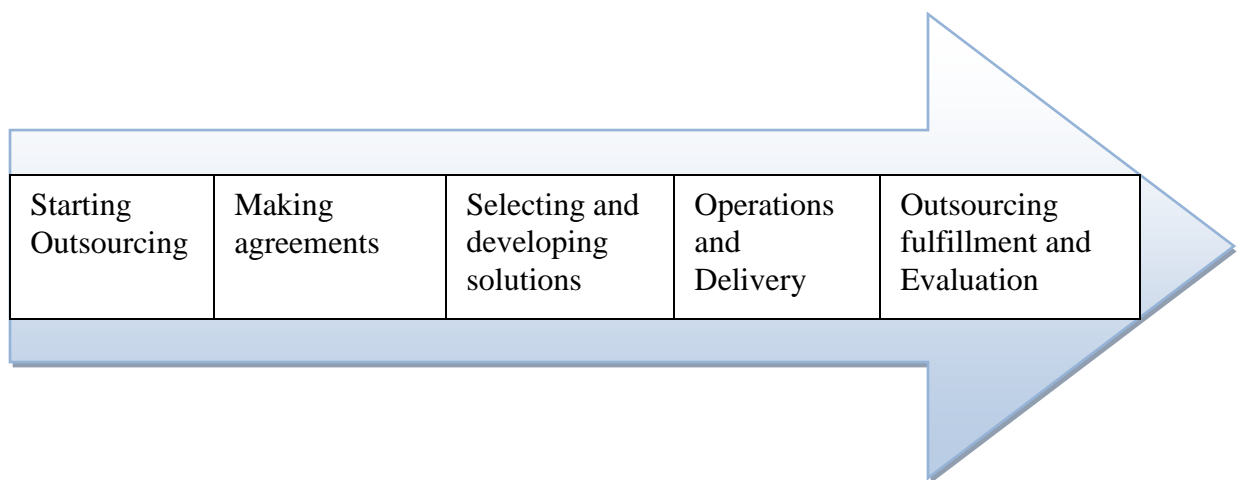 Starting
Outsourcing
Making
agreements
Selecting and
developing
solutions
Operations
and
Delivery
Outsourcing
fulfillment and
Evaluation